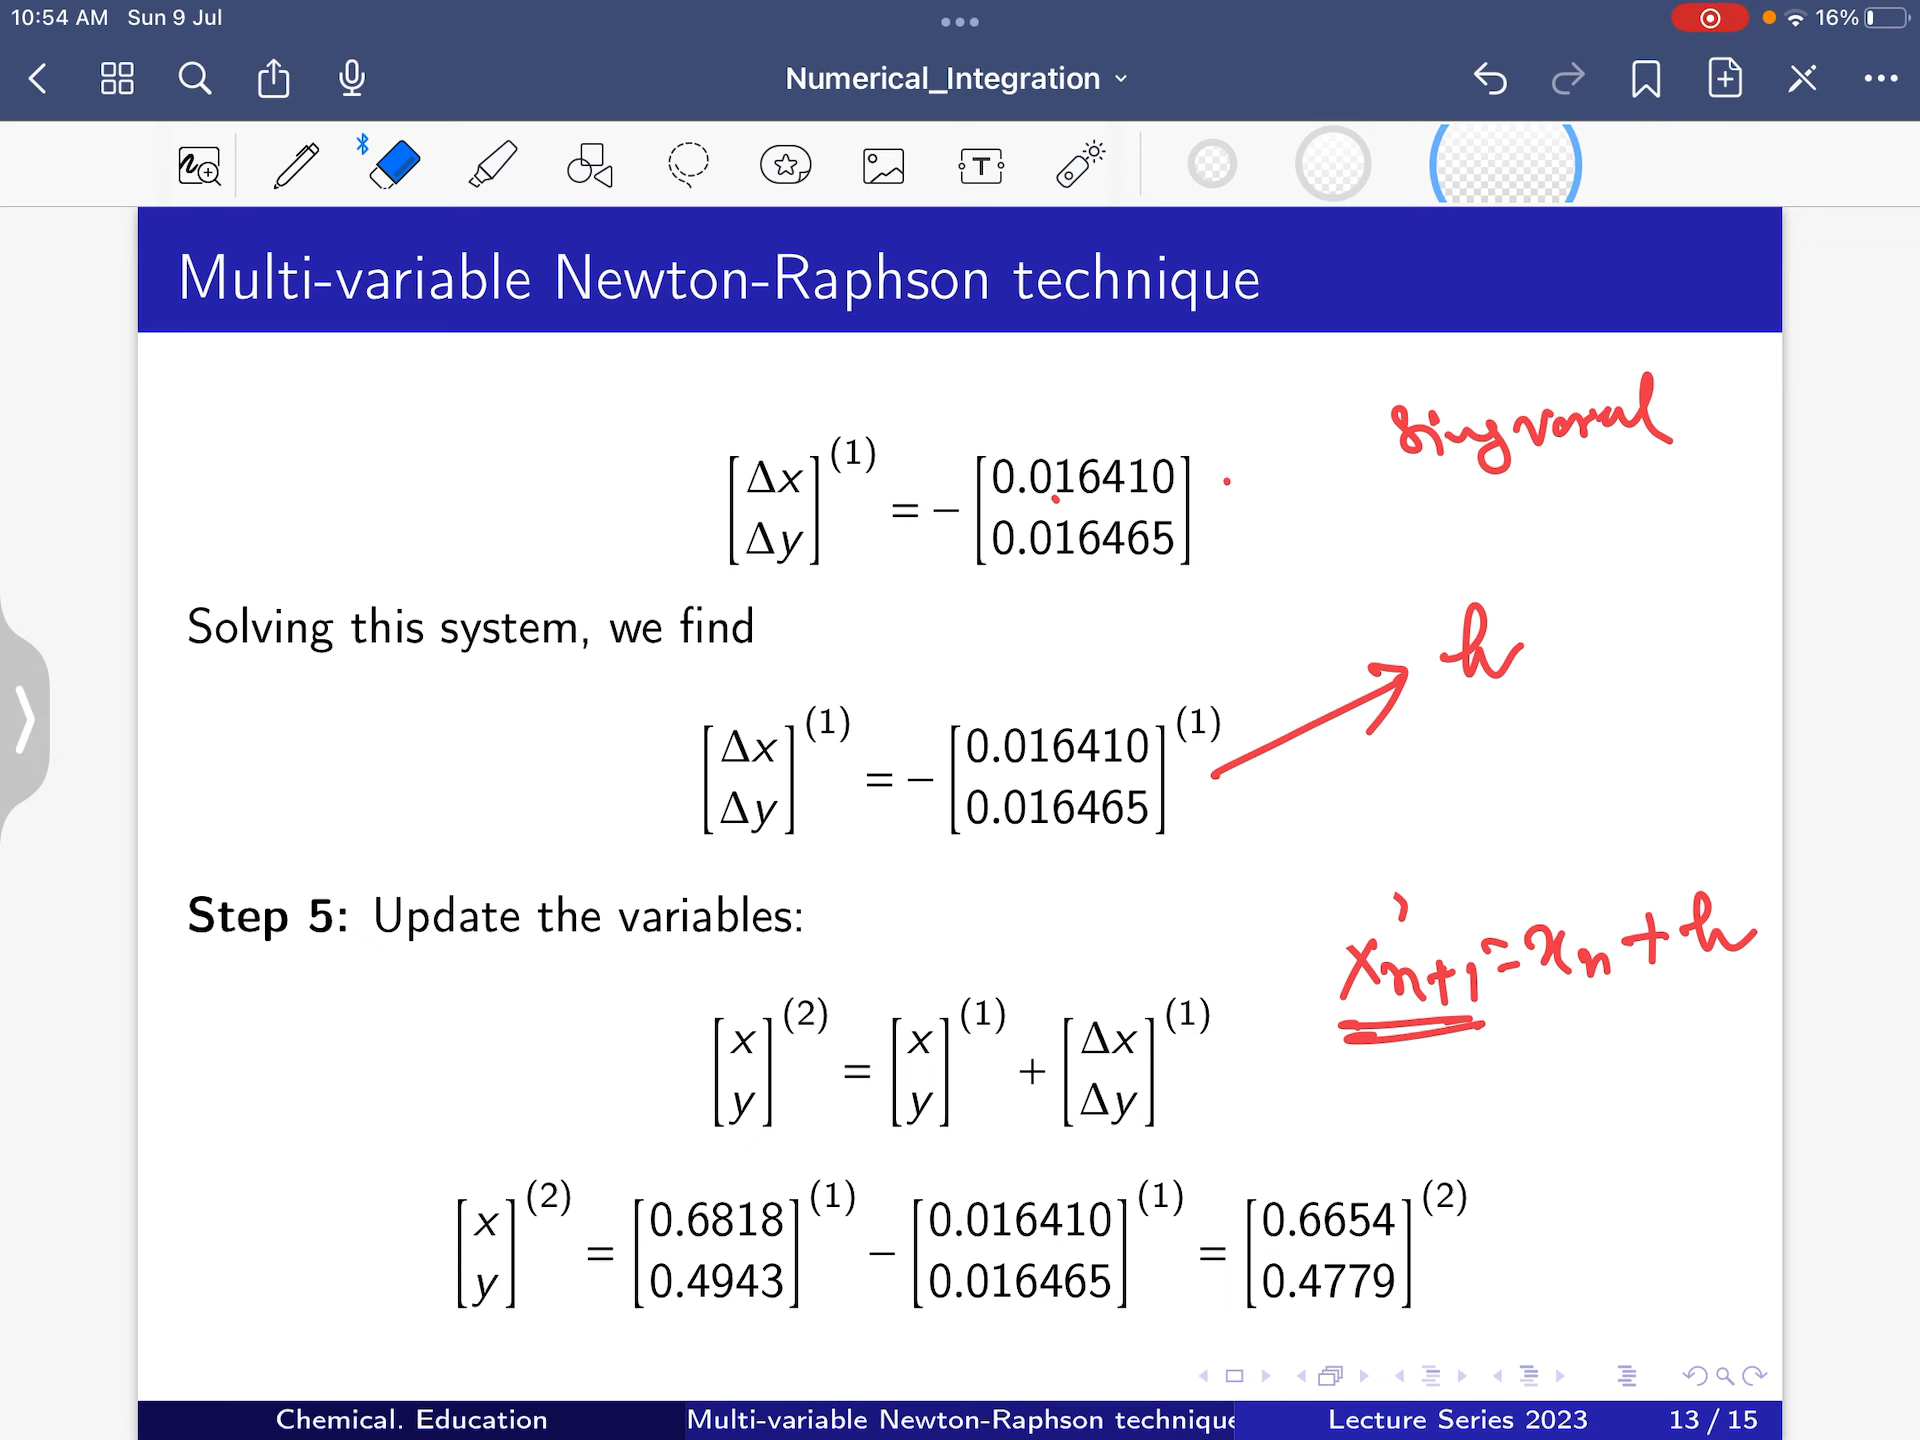 10:54 AM Sun 9 Jul
16%
Numerical_Integration
T
Multi-variable Newton-Raphson technique
[Δx Δy]^(1) = − [0.016410 0.016465]
Solving this system, we find
h
[Δx Δy]^(1) = − [0.016410 0.016465]^(1)
Step 5: Update the variables:
x_{n+1} = x_n + h
[x y]^(2) = [x y]^(1) + [Δx Δy]^(1)
[x y]^(2) = [0.6818 0.4943]^(1) − [0.016410 0.016465]^(1) = [0.6654 0.4779]^(2)
Chemical. Education Multi-variable Newton-Raphson technique Lecture Series 2023 13 / 15